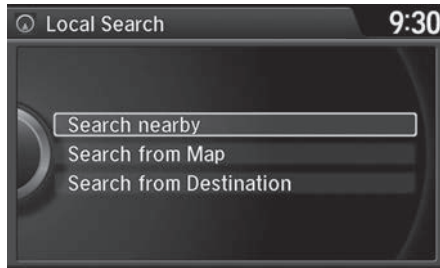 Local Search
9:30
Search nearby
Search from Map
Search from Destination